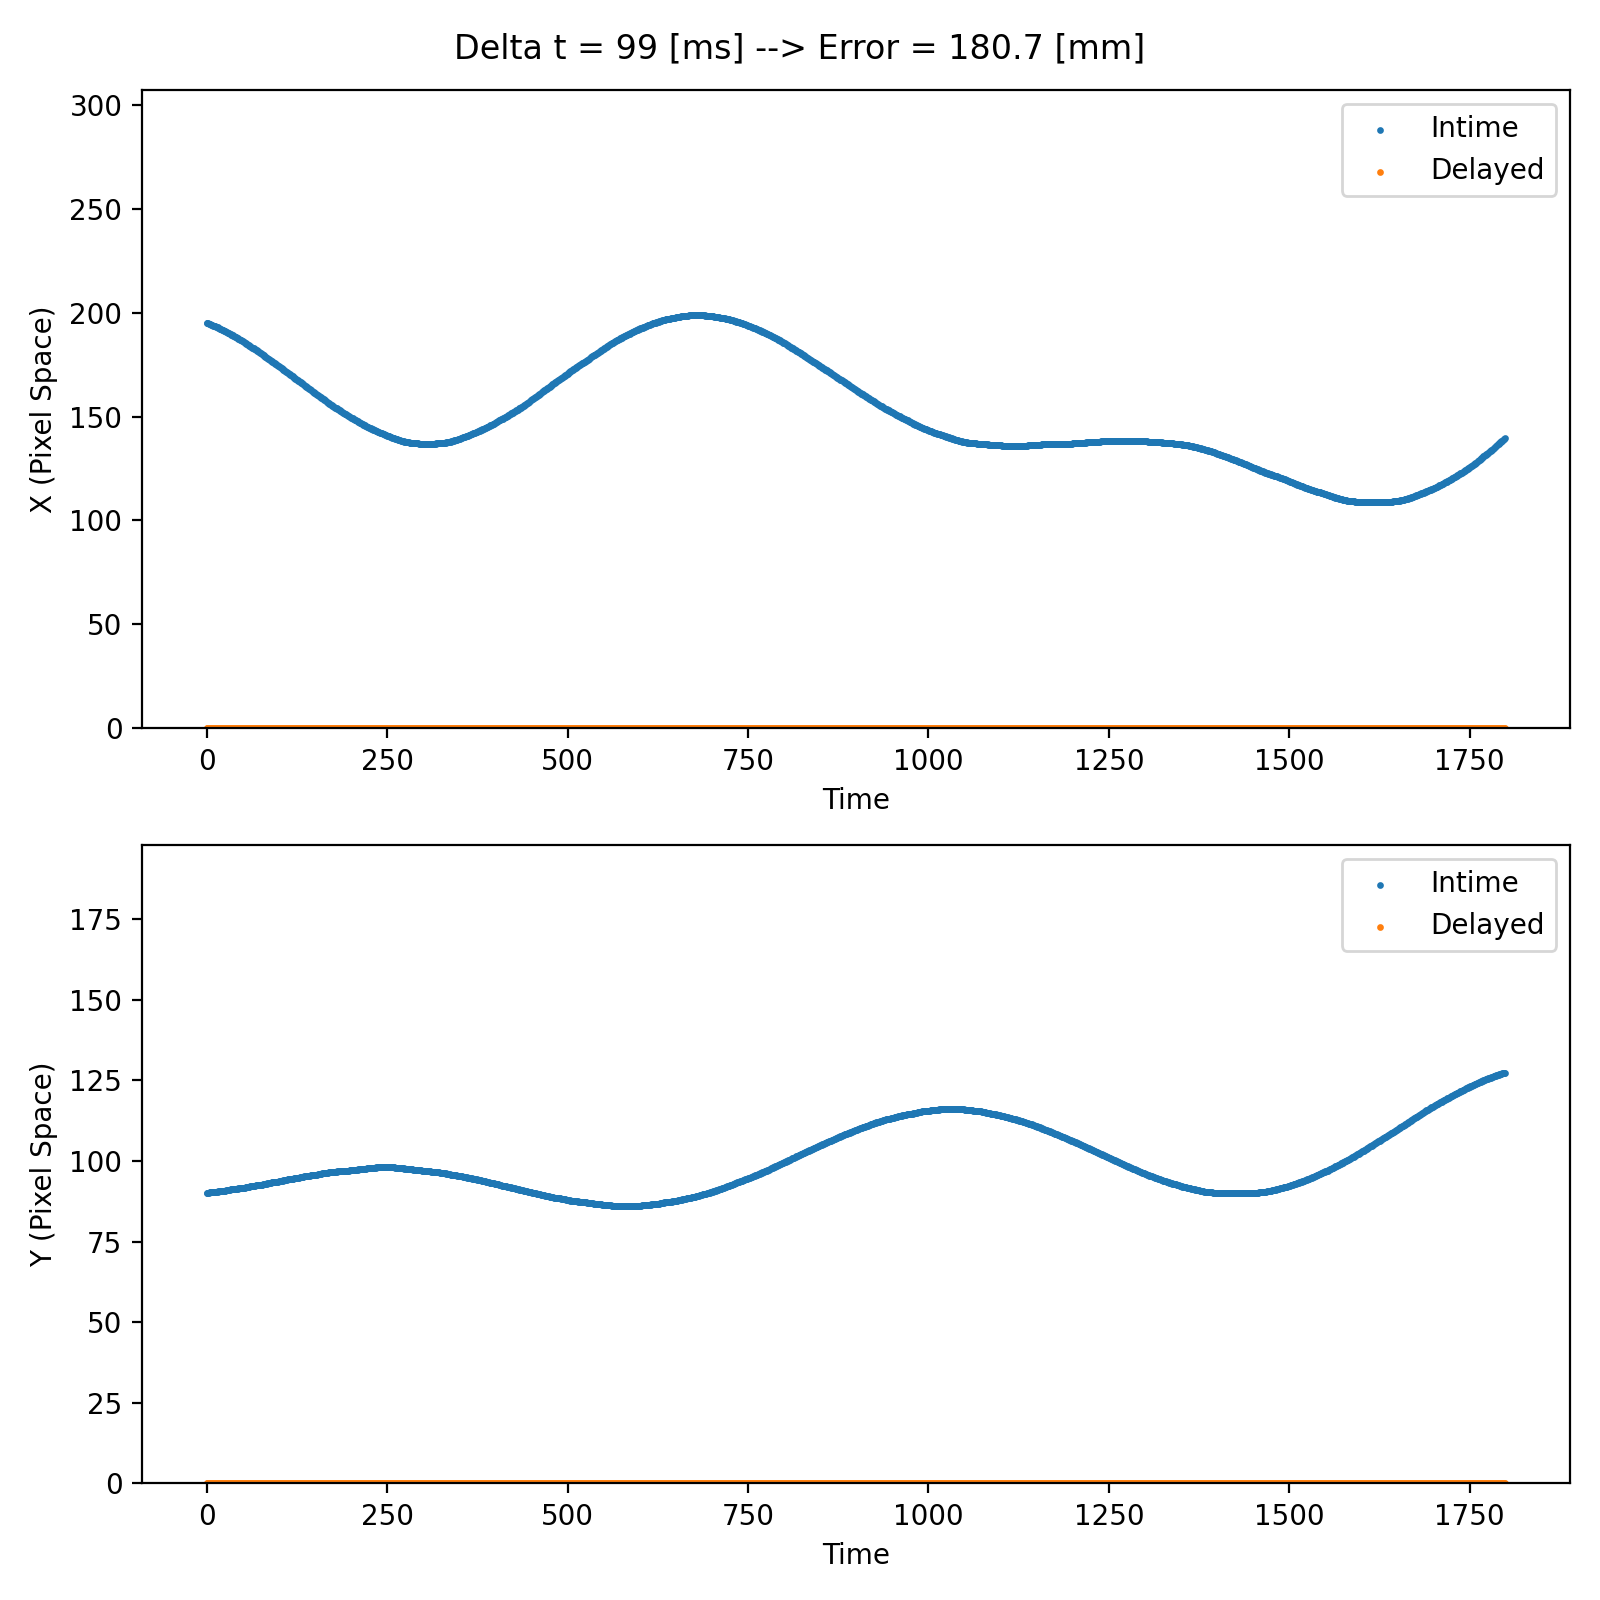 Delta t = 99 [ms] --> Error = 180.7 [mm]
300
250
200
150
100
50
0
X (Pixel Space)
Intime
Delayed
0 250 500 750 1000 1250 1500 1750
Time
175
150
125
100
75
50
25
0
Y (Pixel Space)
Intime
Delayed
0 250 500 750 1000 1250 1500 1750
Time